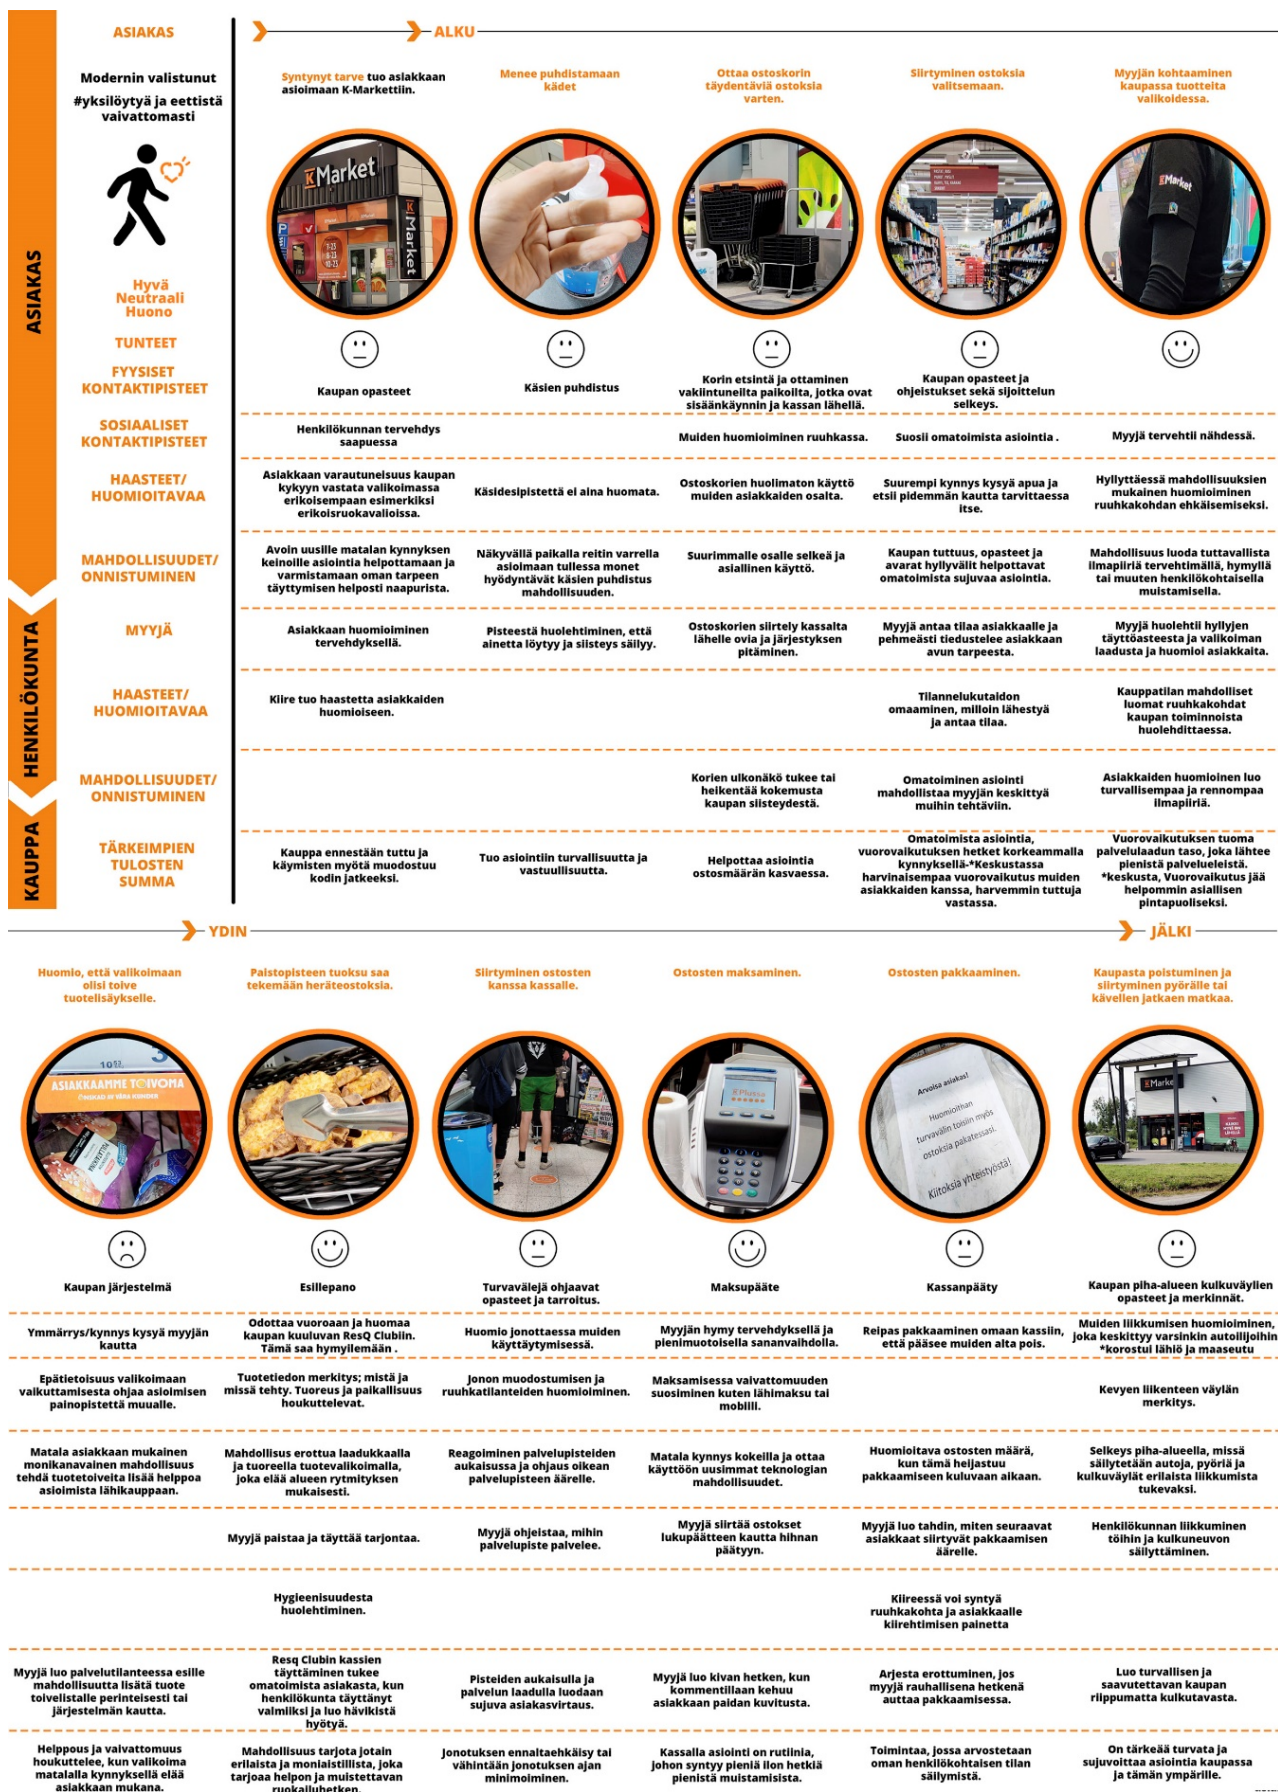 ASIAKAS
ALKU
Modernin valistunut
#yksilöytyä ja eettistä
vaivattomasti
Syntynyt tarve tuo asiakkaan
asioimaan K-Markettiin.
Menee puhdistamaan
kädet
Ottaa ostoskorin
täydentäviä ostoksia
varten.
Siirtyminen ostoksia
valitsemaan.
Myyjän kohtaaminen
kaupassa tuotteita
valikoidessa.
KMarket
KMarket
7-23
8-23
10-23
KMarket
ASIAKAS
Hyvä
Neutraali
Huono
TUNTEET
FYYSISET
KONTAKTIPISTEET
Kaupan opasteet
Käsien puhdistus
Korin etsintä ja ottaminen
vakiintuneilta paikoilta, jotka ovat
sisäänkäynnin ja kassan lähellä.
Kaupan opasteet ja
ohjeistukset sekä sijoittelun
selkeys.
SOSIAALISET
KONTAKTIPISTEET
Henkilökunnan tervehdys
saapuessa
Muiden huomioiminen ruuhkassa.
Suosii omatoimista asiointia .
Myyjä tervehtii nähdessä.
HAASTEET/
HUOMIOITAVAA
Asiakkaan varautuneisuus kaupan
kykyyn vastata valikoimassa
erikoisempaan esimerkiksi
erikoisruokavalioissa.
Käsidesipistettä ei aina huomata.
Ostoskorien huolimaton käyttö
muiden asiakkaiden osalta.
Suurempi kynnys kysyä apua ja
etsii pidemmän kautta tarvittaessa
itse.
Hyllyttäessä mahdollisuuksien
mukainen huomioiminen
ruuhkakohdan ehkäisemiseksi.
MAHDOLLISUUDET/
ONNISTUMINEN
Avoin uusille matalan kynnyksen
keinoille asiointia helpottamaan ja
varmistamaan oman tarpeen
täyttymisen helposti naapurista.
Näkyvällä paikalla reitin varrella
asioimaan tullessa monet
hyödyntävät käsien puhdistus
mahdollisuuden.
Suurimmalle osalle selkeä ja
asiallinen käyttö.
Kaupan tuttuus, opasteet ja
avarat hyllyvälit helpottavat
omatoimista sujuvaa asiointia.
Mahdollisuus luoda tuttavallista
ilmapiiriä tervehtimällä, hymyllä
tai muuten henkilökohtaisella
muistamisella.
HENKILÖKUNTA
MYYJÄ
Asiakkaan huomioiminen
tervehdyksellä.
Pisteestä huolehtiminen, että
ainetta löytyy ja siisteys säilyy.
Ostoskorien siirtely kassalta
lähelle ovia ja järjestyksen
pitäminen.
Myyjä antaa tilaa asiakkaalle ja
pehmeästi tiedustelee asiakkaan
avun tarpeesta.
Myyjä huolehtii hyllyjen
täyttöasteesta ja valikoiman
laadusta ja huomioi asiakkaita.
HAASTEET/
HUOMIOITAVAA
Kiire tuo haastetta asiakkaiden
huomioiseen.
Tilannelukutaidon
omaaminen, milloin lähestyä
ja antaa tilaa.
Kauppatilan mahdolliset
luomat ruuhkakohdat
kaupan toiminnoista
huolehdittaessa.
MAHDOLLISUUDET/
ONNISTUMINEN
Korien ulkonäkö tukee tai
heikentää kokemusta
kaupan siisteydestä.
Omatoiminen asiointi
mahdollistaa myyjän keskittyä
muihin tehtäviin.
Asiakkaiden huomioinen luo
turvallisempaa ja rennompaa
ilmapiiriä.
KAUPPA
TÄRKEIMPIEN
TULOSTEN
SUMMA
Kauppa ennestään tuttu ja
käymisten myötä muodostuu
kodin jatkeeksi.
Tuo asiointiin turvallisuutta ja
vastuullisuutta.
Helpottaa asiointia
ostosmäärän kasvaessa.
Omatoimista asiointia,
vuorovaikutuksen hetket korkeammalla
kynnyksellä-*Keskustassa
harvinaisempaa vuorovaikutus muiden
asiakkaiden kanssa, harvemmin tuttuja
vastassa.
Vuorovaikutuksen tuoma
palvelulaadun taso, joka lähtee
pienistä palveluelei​stä.
*keskusta, Vuorovaikutus jää
helpommin asiallisen
pintapuoliseksi.
YDIN
JÄLKI
Huomio, että valikoimaan
olisi toive
tuotelisäykselle.
Paistopisteen tuoksu saa
tekemään heräteostoksia.
Siirtyminen ostosten
kanssa kassalle.
Ostosten maksaminen.
Ostosten pakkaaminen.
Kaupasta poistuminen ja
siirtyminen pyörälle tai
kävellen jatkaen matkaa.
ASIAKKAAMME TOIVOMA
ÖNSKAD AV VÅRA KUNDER
K Plussa
Arvoisa asiakas!
Huomioithan
turvavälin toisiin myös
ostoksia pakatessasi.
Kiitoksia yhteistyöstä!
KMarket
Kaupan järjestelmä
Esillepano
Turvavälejä ohjaavat
opasteet ja tarroitus.
Maksupääte
Kassanpääty
Kaupan piha-alueen kulkuväylien
opasteet ja merkinnät.
Ymmärrys/kynnys kysyä myyjän
kautta
Odottaa vuoroaan ja huomaa
kaupan kuuluvan ResQ Clubiin.
Tämä saa hymyilemään .
Huomio jonottaessa muiden
käyttäytymisessä.
Myyjän hymy tervehdyksellä ja
pienimuotoisella sananvaihdolla.
Reipas pakkaaminen omaan kassiin,
että pääsee muiden alta pois.
Muiden liikkumisen huomioiminen,
joka keskittyy varsinkin autoilijoihin
*korostui lähiö ja maaseutu
Epätietoisuus valikoimaan
vaikuttamisesta ohjaa asioimisen
painopistettä muualle.
Tuotetiedon merkitys; mistä ja
missä tehty. Tuoreus ja paikallisuus
houkuttelevat.
Jonon muodostumisen ja
ruuhkatilanteiden huomioiminen.
Maksamisessa vaivattomuuden
suosiminen kuten lähimaksu tai
mobiili.
Kevyen liikenteen väylän
merkitys.
Matala asiakkaan mukainen
monikanavainen mahdollisuus
tehdä tuotetoiveita lisää helppoa
asioimista lähikauppaan.
Mahdollisus erottua laadukkaalla
ja tuoreella tuotevalikoimalla,
joka elää alueen rytmityksen
mukaisesti.
Reagoiminen palvelupisteiden
aukaisussa ja ohjaus oikean
palvelupisteen äärelle.
Matala kynnys kokeilla ja ottaa
käyttöön uusimmat teknologian
mahdollisuudet.
Huomioitava ostosten määrä,
kun tämä heijastuu
pakkaamiseen kuluvaan aikaan.
Selkeys piha-alueella, missä
säilytetään autoja, pyöriä ja
kulkuväylät erilaista liikkumista
tukevaksi.
Myyjä paistaa ja täyttää tarjontaa.
Myyjä ohjeistaa, mihin
palvelupiste palvelee.
Myyjä siirtää ostokset
lukupäätteen kautta hihnan
päätyyn.
Myyjä luo tahdin, miten seuraavat
asiakkaat siirtyvät pakkaamisen
äärelle.
Henkilökunnan liikkuminen
töihin ja kulkuneuvon
säilyttäminen.
Hygieenisuudesta
huolehtiminen.
Kiireessä voi syntyä
ruuhkakohta ja asiakkaalle
kiirehtimisen painetta
Myyjä luo palvelutilanteessa esille
mahdollisuutta lisätä tuote
toivelistalle perinteisesti tai
järjestelmän kautta.
Resq Clubin kassien
täyttäminen tukee
omatoimista asiakasta, kun
henkilökunta täyttänyt
valmiiksi ja luo hävikistä
hyötyä.
Pisteiden aukaisulla ja
palvelun laadulla luodaan
sujuva asiakasvirtaus.
Myyjä luo kivan hetken, kun
kommentillaan kehuu
asiakkaan paidan kuvitusta.
Arjesta erottuminen, jos
myyjä rauhallisena hetkenä
auttaa pakkaamisessa.
Luo turvallisen ja
saavutettavan kaupan
riippumatta kulkutavasta.
Helppous ja vaivattomuus
houkuttelee, kun valikoima
matalalla kynnyksellä elää
asiakkaan mukana.
Mahdollisuus tarjota jotain
erilaista ja moniaistillista, joka
tarjoaa helpon ja muistettavan
ruokailuhetken.
Jonotuksen ennaltaehkäisy tai
vähintään jonotuksen ajan
minimoiminen.
Kassalla asiointi on rutiinia,
johon syntyy pieniä ilon hetkiä
pienistä muistamisista.
Toimintaa, jossa arvostetaan
oman henkilökohtaisen tilan
säilymistä.
On tärkeää turvata ja
sujuvoittaa asiointia kaupassa
ja tämän ympärille.